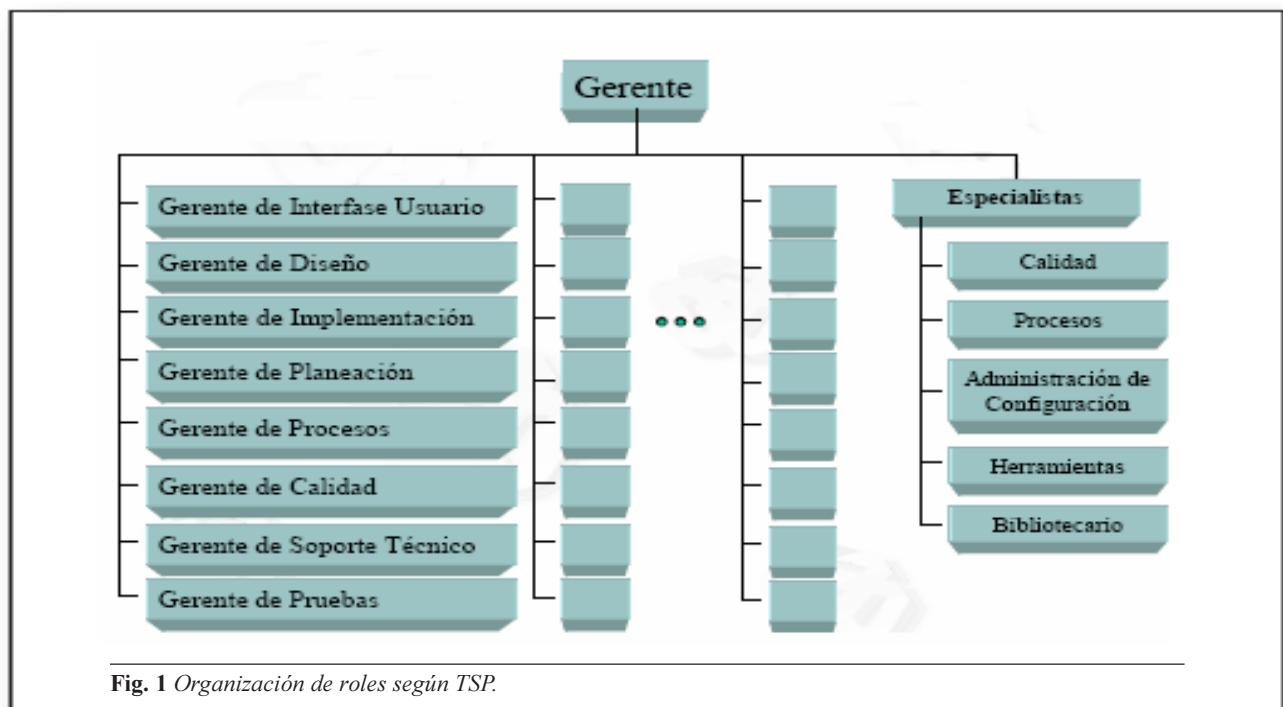 Gerente
Gerente de Interfase Usuario
Gerente de Diseño
Gerente de Implementación
Gerente de Planeación
Gerente de Procesos
Gerente de Calidad
Gerente de Soporte Técnico
Gerente de Pruebas
Especialistas
Calidad
Procesos
Administración de
Configuración
Herramientas
Bibliotecario
Fig. 1 Organización de roles según TSP.